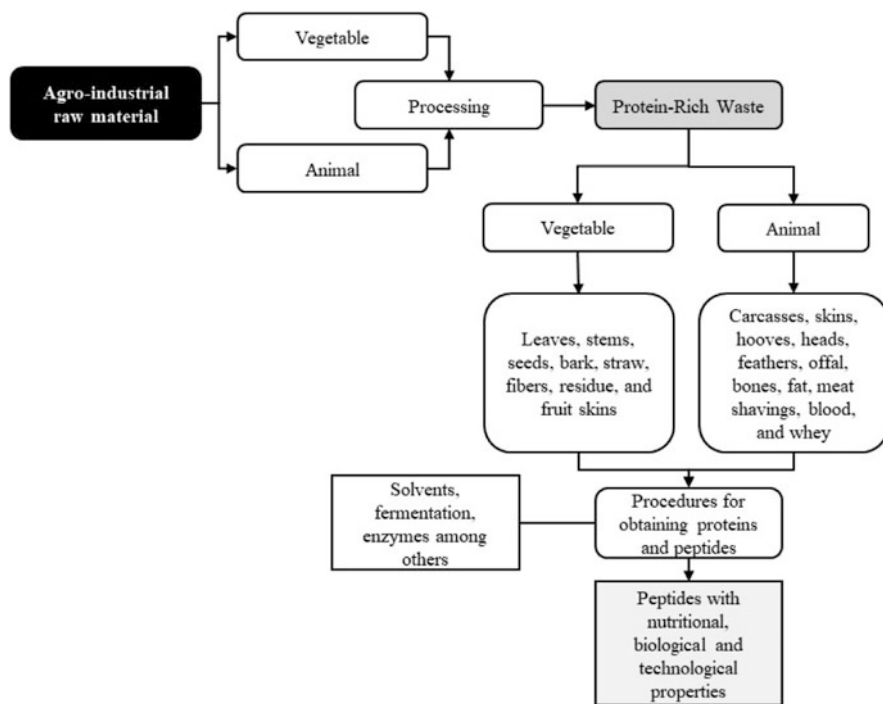 Vegetable
Agro-industrial
raw material
Processing
Protein-Rich Waste
Animal
Vegetable
Animal
Leaves, stems,
seeds, bark, straw,
fibers, residue, and
fruit skins
Carcasses, skins,
hooves, heads,
feathers, offal,
bones, fat, meat
shavings, blood,
and whey
Solvents,
fermentation,
enzymes among
others
Procedures for
obtaining proteins
and peptides
Peptides with
nutritional,
biological and
technological
properties